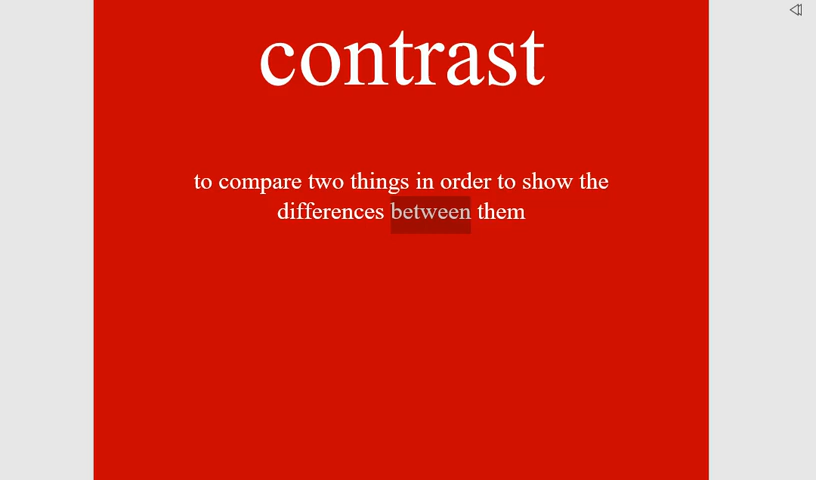 contrast
to compare two things in order to show the
differences between them